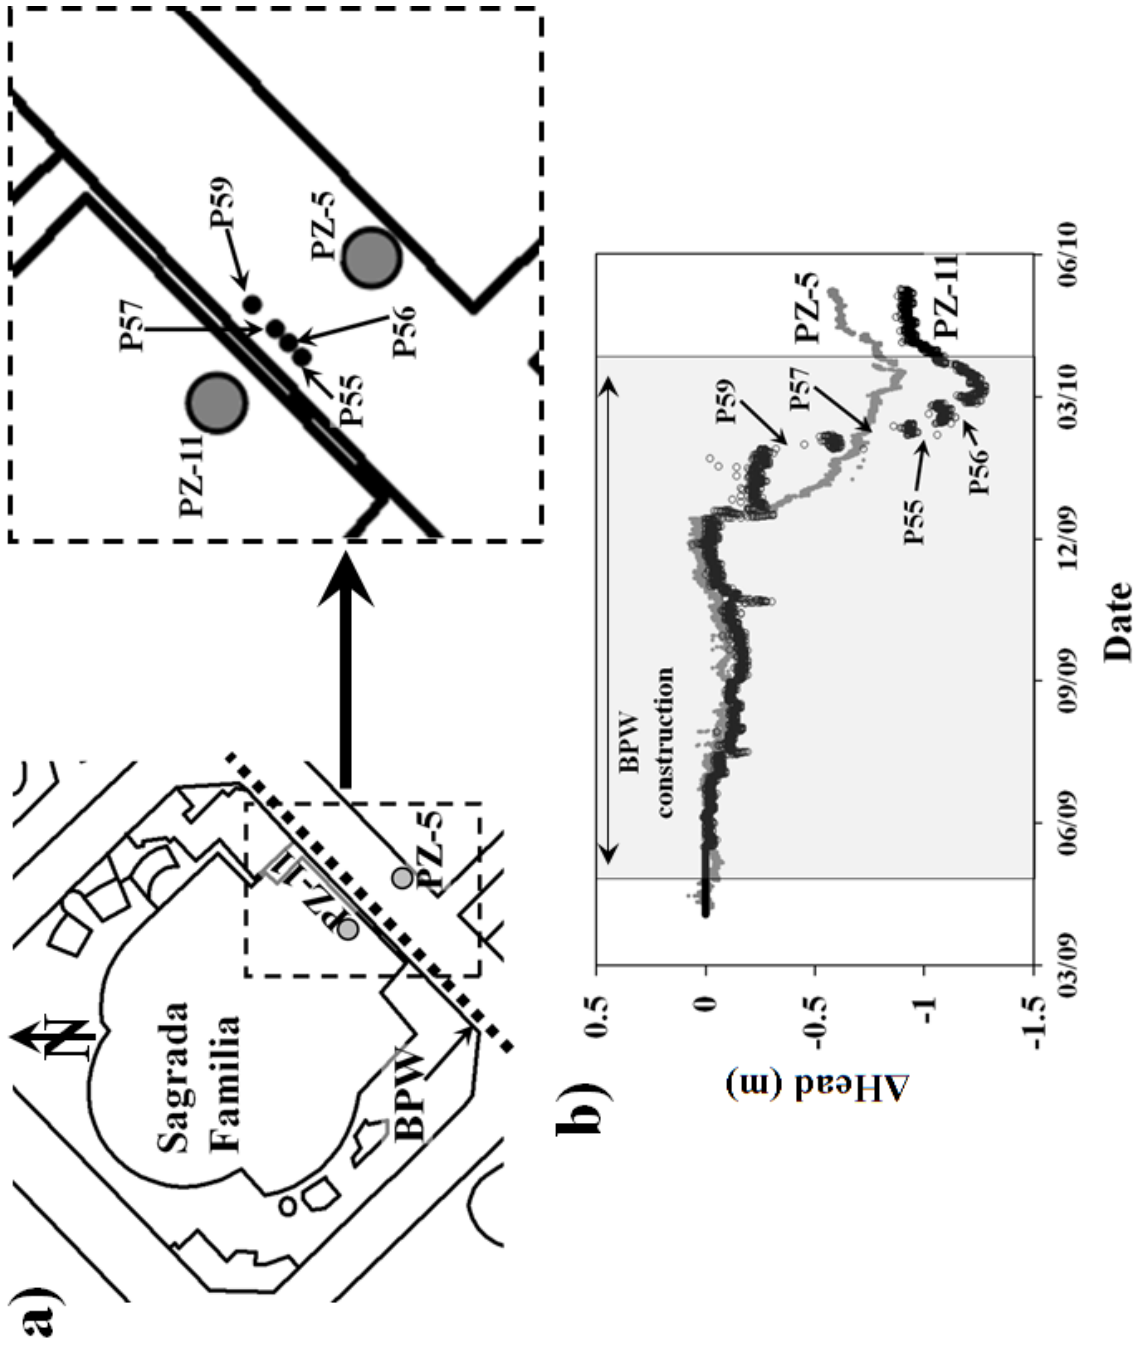 a)
N
Sagrada
Familia
BPW
PZ-11
PZ-5
PZ-11
P57
P59
PZ-5
P55
P56
b)
ΔHead (m)
0.5
0
-0.5
-1
-1.5
BPW
construction
P59
P57
P55
P56
PZ-5
PZ-11
03/09
06/09
09/09
12/09
03/10
06/10
Date